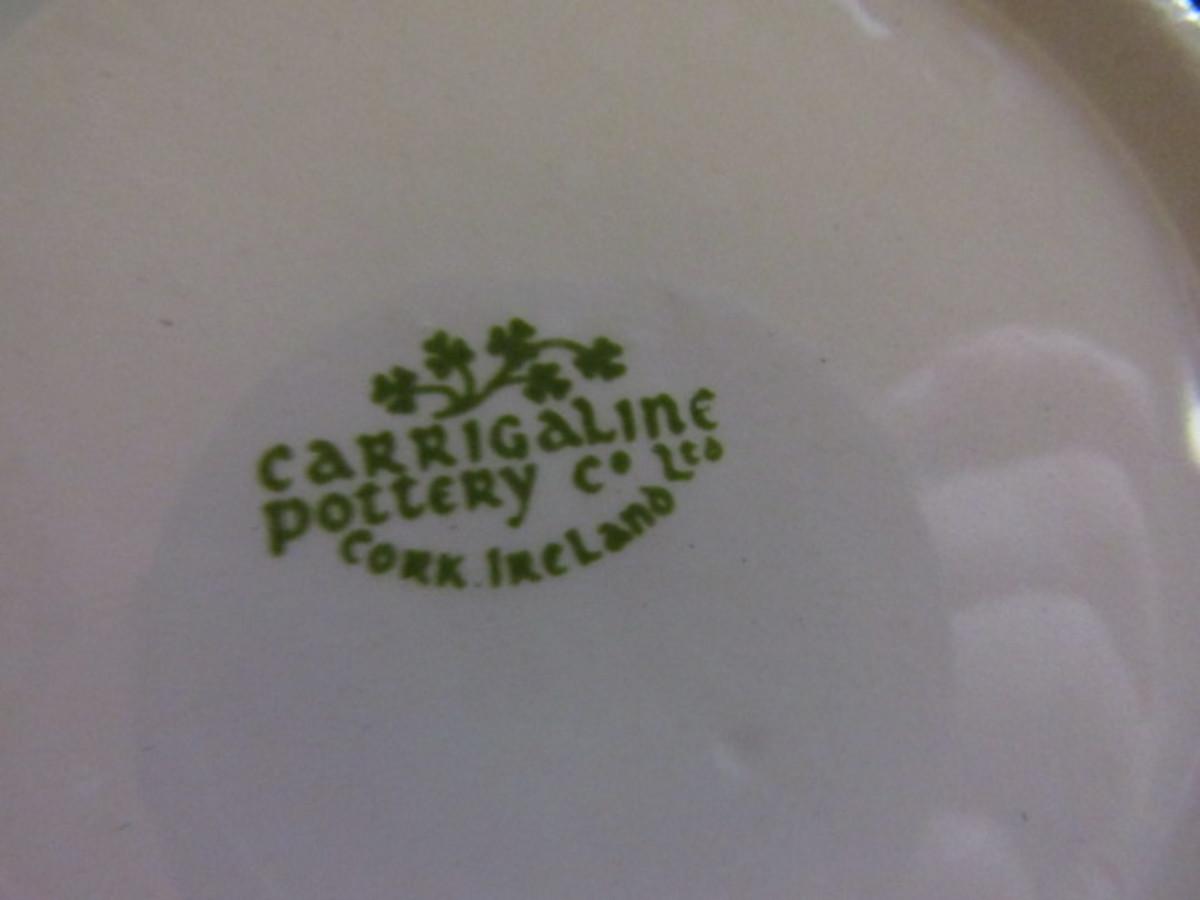 CARRIGALINE
POTTERY Co Ltd
CORK. IRELAND